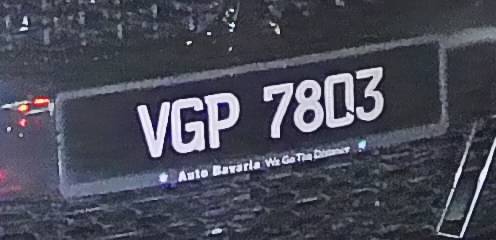 VGP 7803
Auto Bavaria We Go The Distance